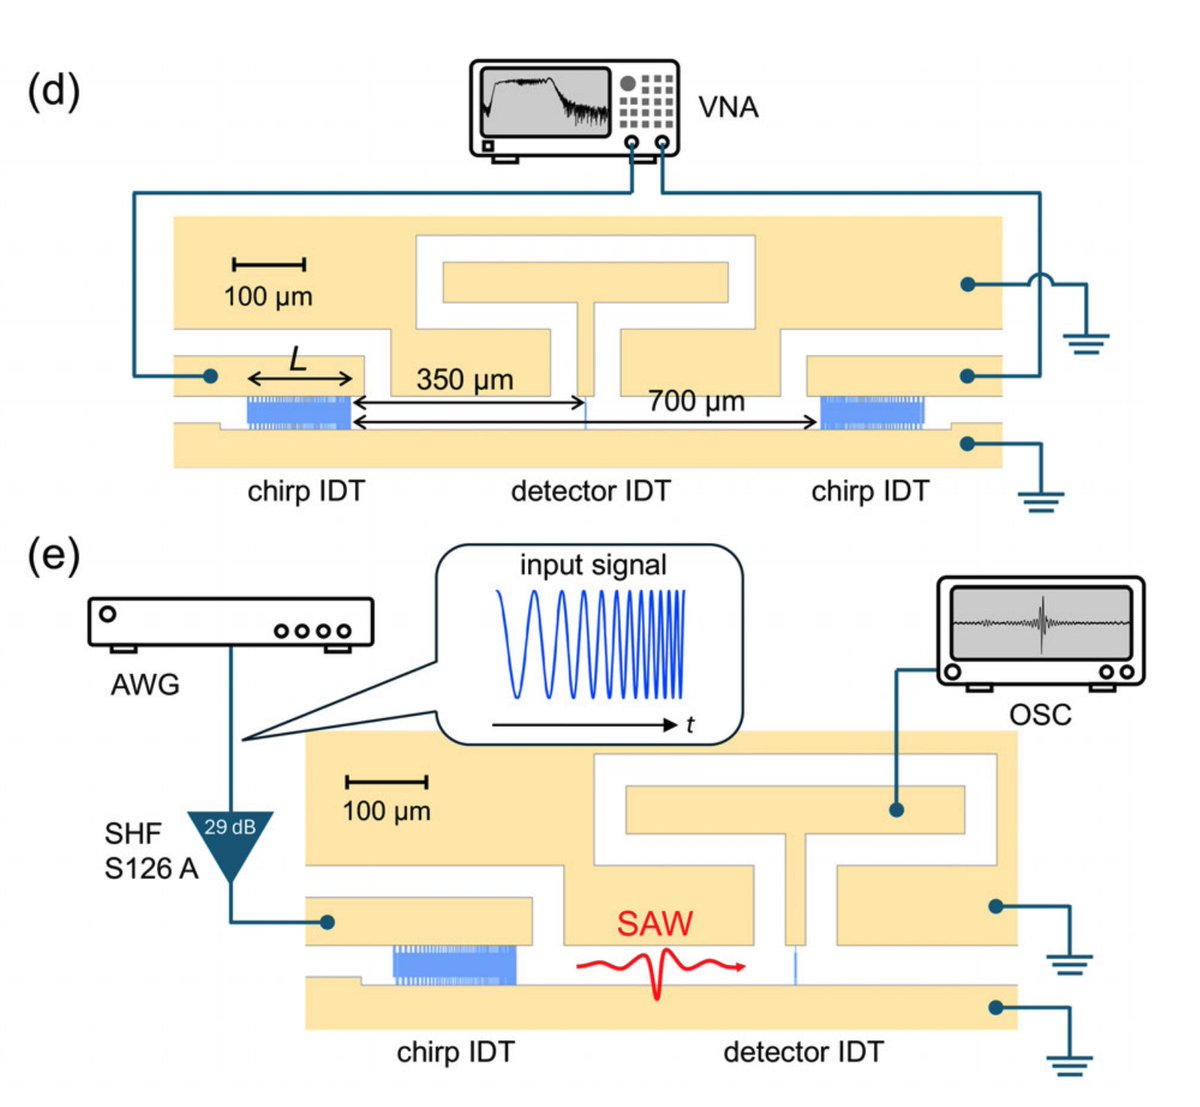 (d)
VNA
100 μm
L
350 μm
700 μm
chirp IDT
detector IDT
chirp IDT
(e)
input signal
t
AWG
OSC
100 μm
29 dB
SHF
S126 A
SAW
chirp IDT
detector IDT